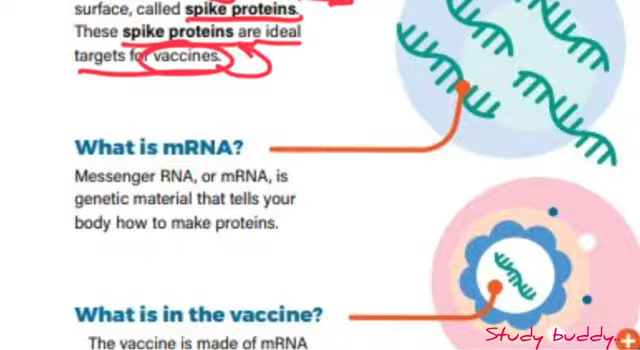 surface, called spike proteins.
These spike proteins are ideal
targets for vaccines.
What is mRNA?
Messenger RNA, or mRNA, is
genetic material that tells your
body how to make proteins.
What is in the vaccine?
The vaccine is made of mRNA
Study buddy.